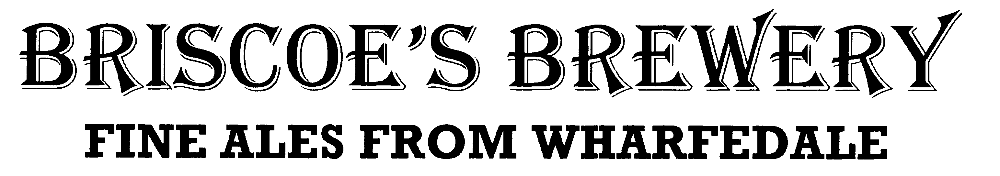 BRISCOE'S BREWERY
FINE ALES FROM WHARFEDALE